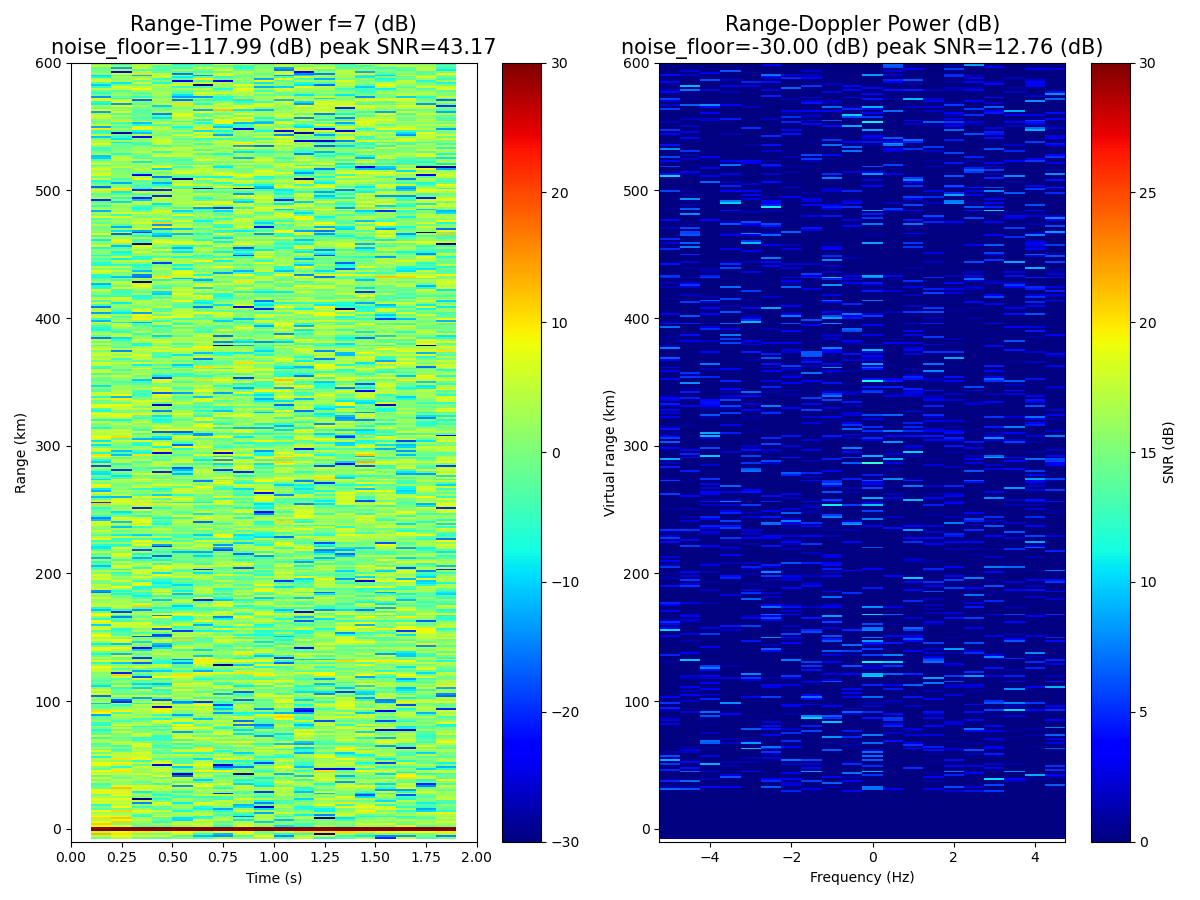 Range-Time Power f=7 (dB)
noise_floor=-117.99 (dB) peak SNR=43.17
Range (km)
600
500
400
300
200
100
0
0.00 0.25 0.50 0.75 1.00 1.25 1.50 1.75 2.00
Time (s)
30
20
10
0
−10
−20
−30
Range-Doppler Power (dB)
noise_floor=-30.00 (dB) peak SNR=12.76 (dB)
Virtual range (km)
600
500
400
300
200
100
0
−4 −2 0 2 4
Frequency (Hz)
30
25
20
15
10
5
0
SNR (dB)